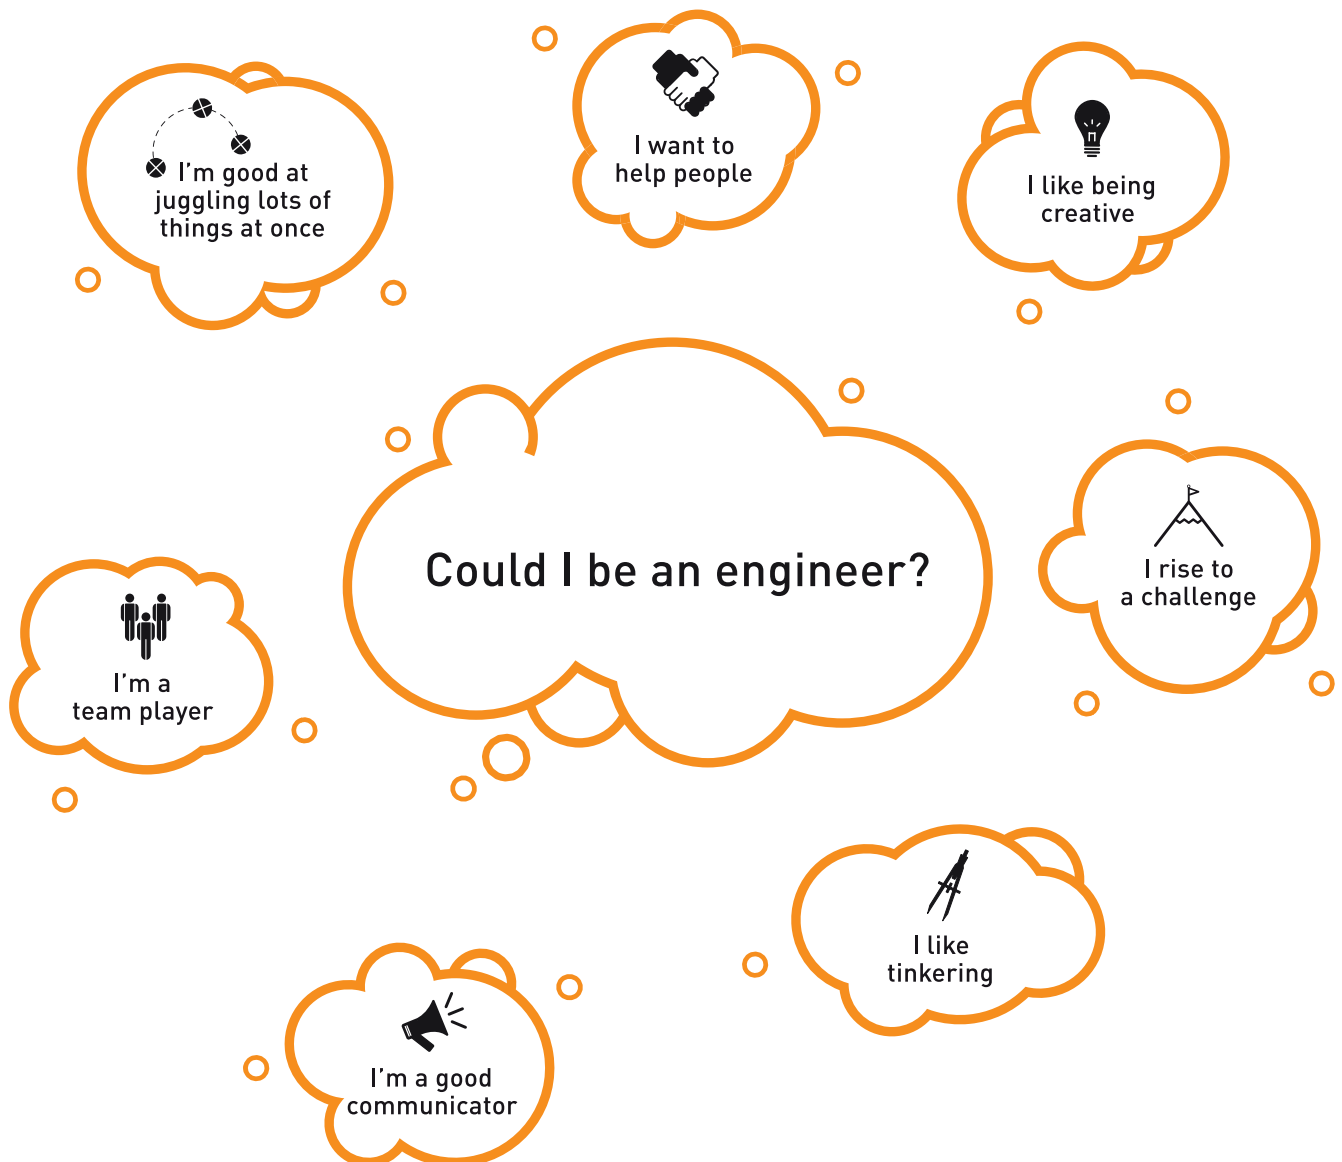 I want to
help people
I'm good at
juggling lots of
things at once
I like being
creative
Could I be an engineer?
I rise to
a challenge
I'm a
team player
I like
tinkering
I'm a good
communicator